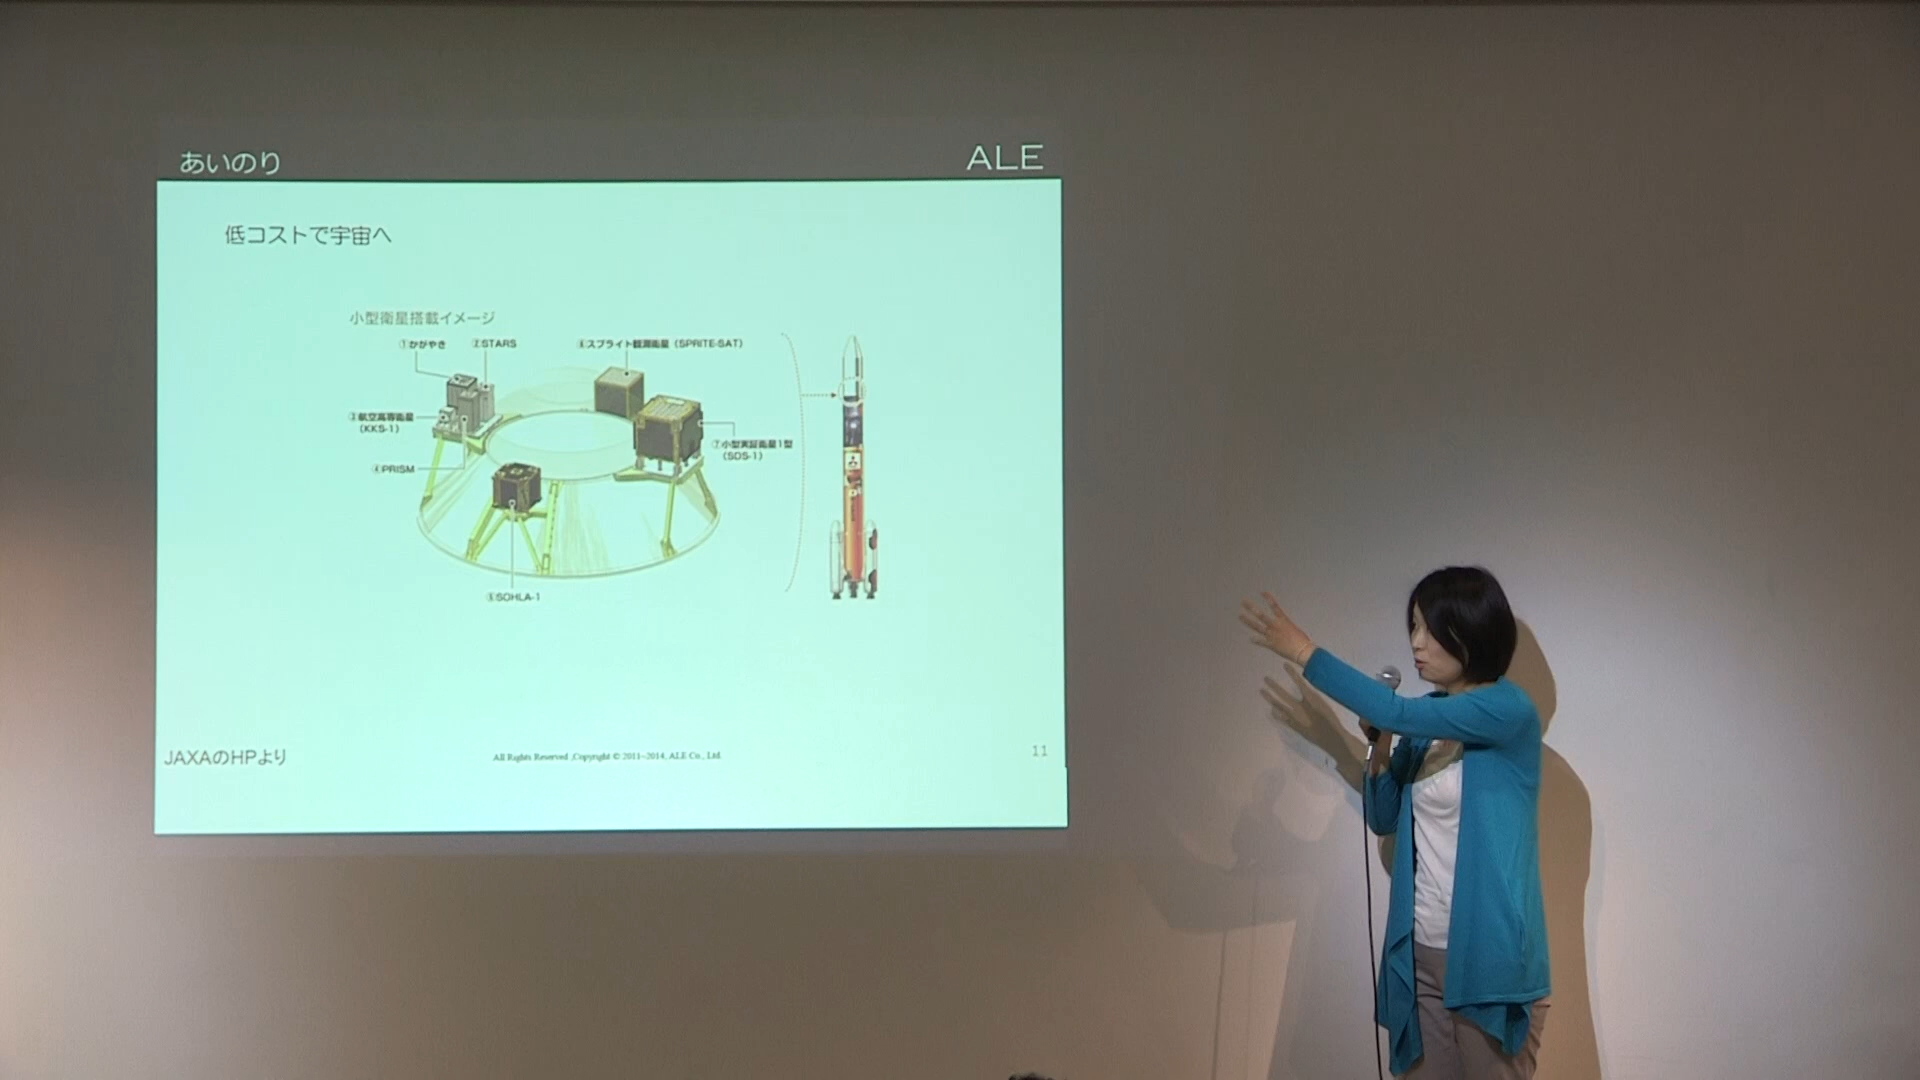 あいのり
ALE
低コストで宇宙へ
小型衛星搭載イメージ
①かがやき
②STARS
⑥スプライト観測衛星（SPRITE-SAT）
③航空高専衛星
（KKS-1）
⑦小型実証衛星1型
（SDS-1）
④PRISM
⑤SOHLA-1
JAXAのHPより
All Rights Reserved ,Copyright © 2011~2014, ALE Co., Ltd.
11